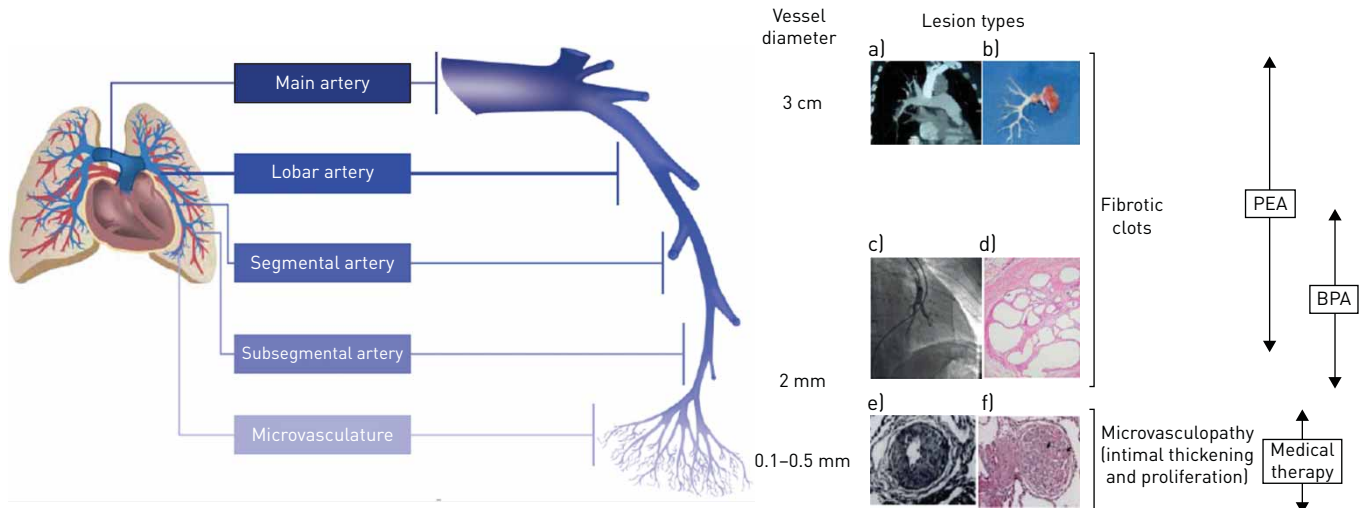 Vessel
diameter
Lesion types
a)
b)
Main artery
3 cm
Lobar artery
PEA
Fibrotic
clots
c)
d)
Segmental artery
BPA
Subsegmental artery
2 mm
e)
f)
Microvasculature
Microvasculopathy
(intimal thickening
and proliferation)
Medical
therapy
0.1–0.5 mm